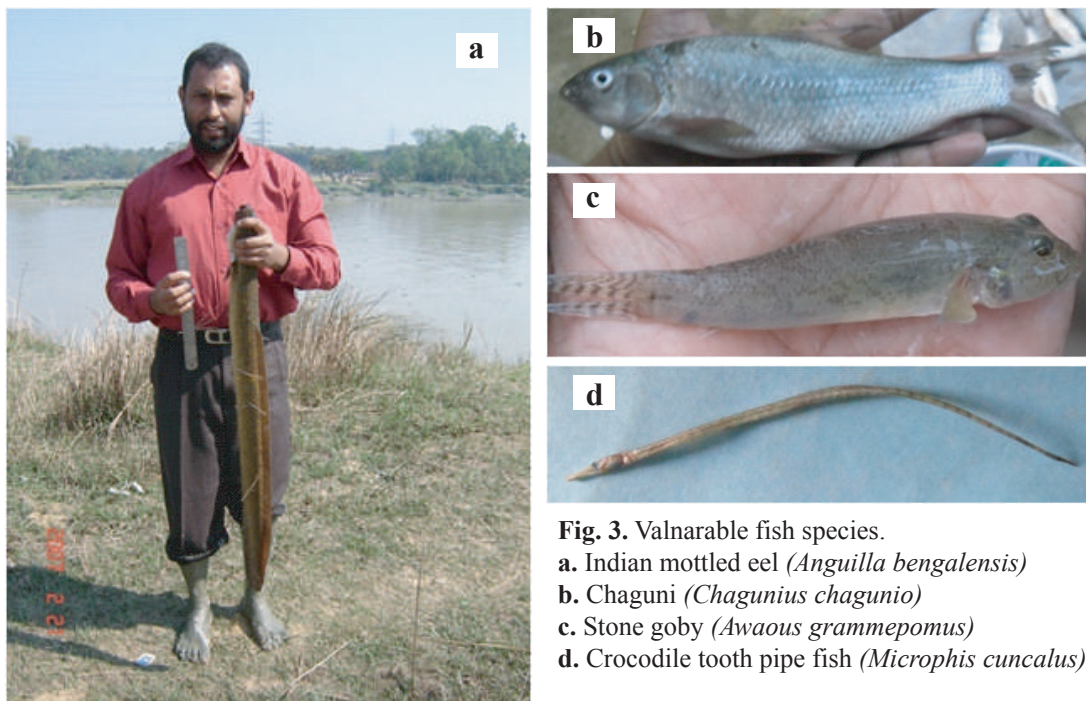 a
b
c
d
Fig. 3. Valnarable fish species.
a. Indian mottled eel (Anguilla bengalensis)
b. Chaguni (Chagunius chagunio)
c. Stone goby (Awaous grammepomus)
d. Crocodile tooth pipe fish (Microphis cuncalus)